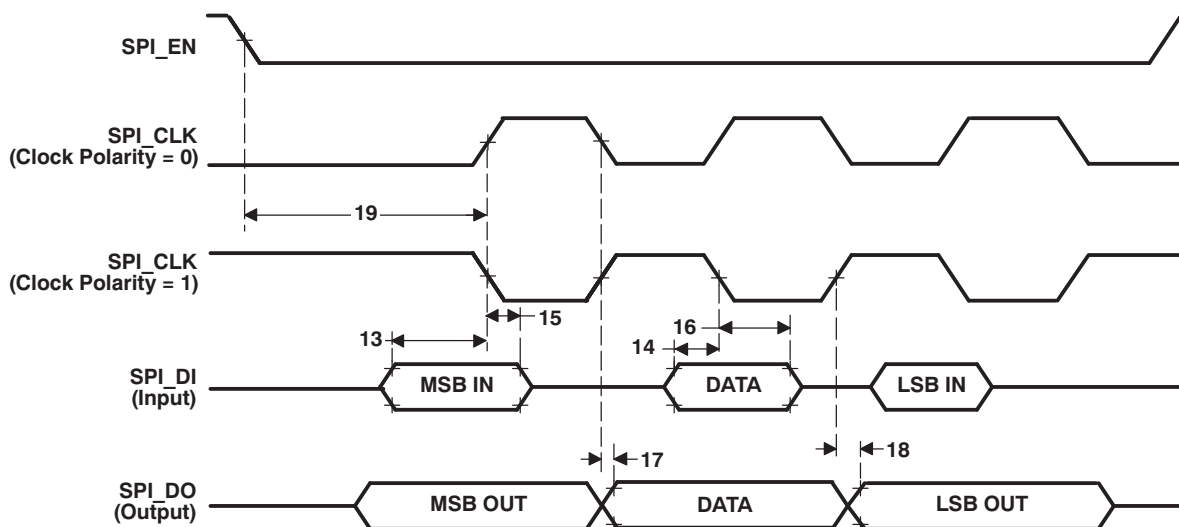 SPI_EN
SPI_CLK
(Clock Polarity = 0)
19
SPI_CLK
(Clock Polarity = 1)
13
15
14
16
SPI_DI
(Input)
MSB IN
DATA
LSB IN
17
18
SPI_DO
(Output)
MSB OUT
DATA
LSB OUT